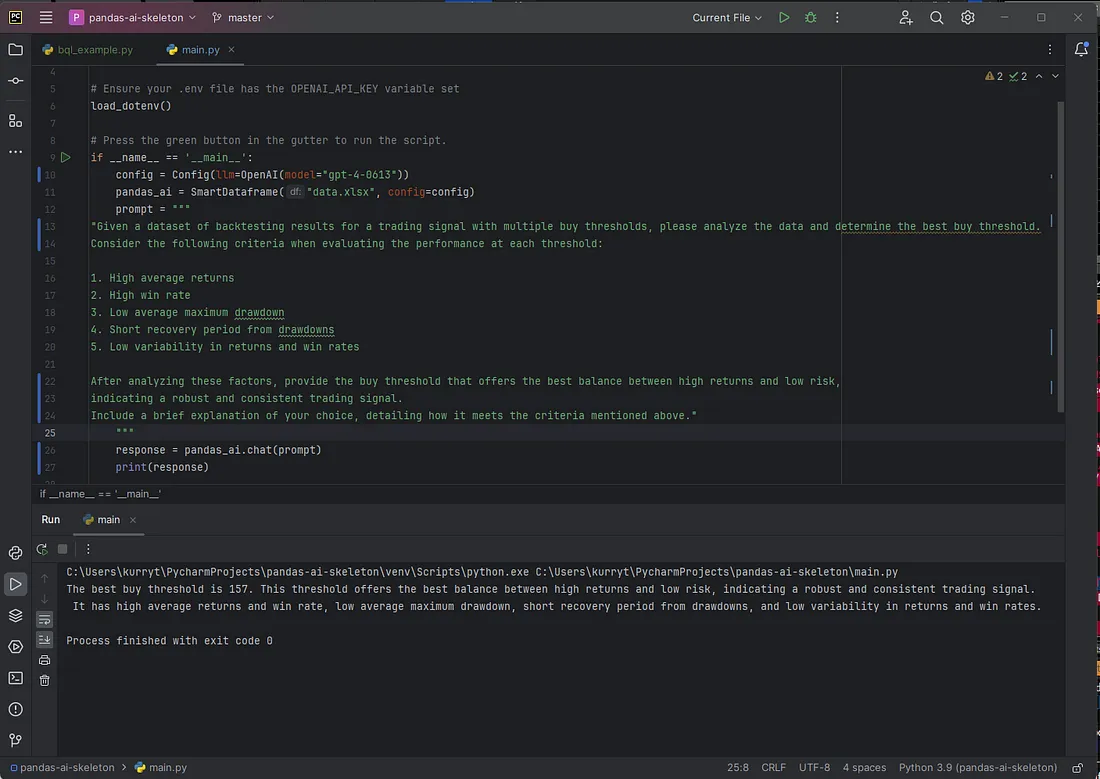 PC
P pandas-ai-skeleton master Current File
bql_example.py main.py
2 2
4
5 # Ensure your .env file has the OPENAI_API_KEY variable set
6 load_dotenv()
7
8 # Press the green button in the gutter to run the script.
9 if __name__ == '__main__':
10 config = Config(llm=OpenAI(model="gpt-4-0613"))
11 pandas_ai = SmartDataframe( df: "data.xlsx", config=config)
12 prompt = """
13 "Given a dataset of backtesting results for a trading signal with multiple buy thresholds, please analyze the data and determine the best buy threshold.
14 Consider the following criteria when evaluating the performance at each threshold:
15
16 1. High average returns
17 2. High win rate
18 3. Low average maximum drawdown
19 4. Short recovery period from drawdowns
20 5. Low variability in returns and win rates
21
22 After analyzing these factors, provide the buy threshold that offers the best balance between high returns and low risk,
23 indicating a robust and consistent trading signal.
24 Include a brief explanation of your choice, detailing how it meets the criteria mentioned above."
25 """
26 response = pandas_ai.chat(prompt)
27 print(response)
28
if __name__ == '__main__'
Run main
C:\Users\kurryt\PycharmProjects\pandas-ai-skeleton\venv\Scripts\python.exe C:\Users\kurryt\PycharmProjects\pandas-ai-skeleton\main.py
The best buy threshold is 157. This threshold offers the best balance between high returns and low risk, indicating a robust and consistent trading signal.
It has high average returns and win rate, low average maximum drawdown, short recovery period from drawdowns, and low variability in returns and win rates.
Process finished with exit code 0
pandas-ai-skeleton > main.py 25:8 CRLF UTF-8 4 spaces Python 3.9 (pandas-ai-skeleton)